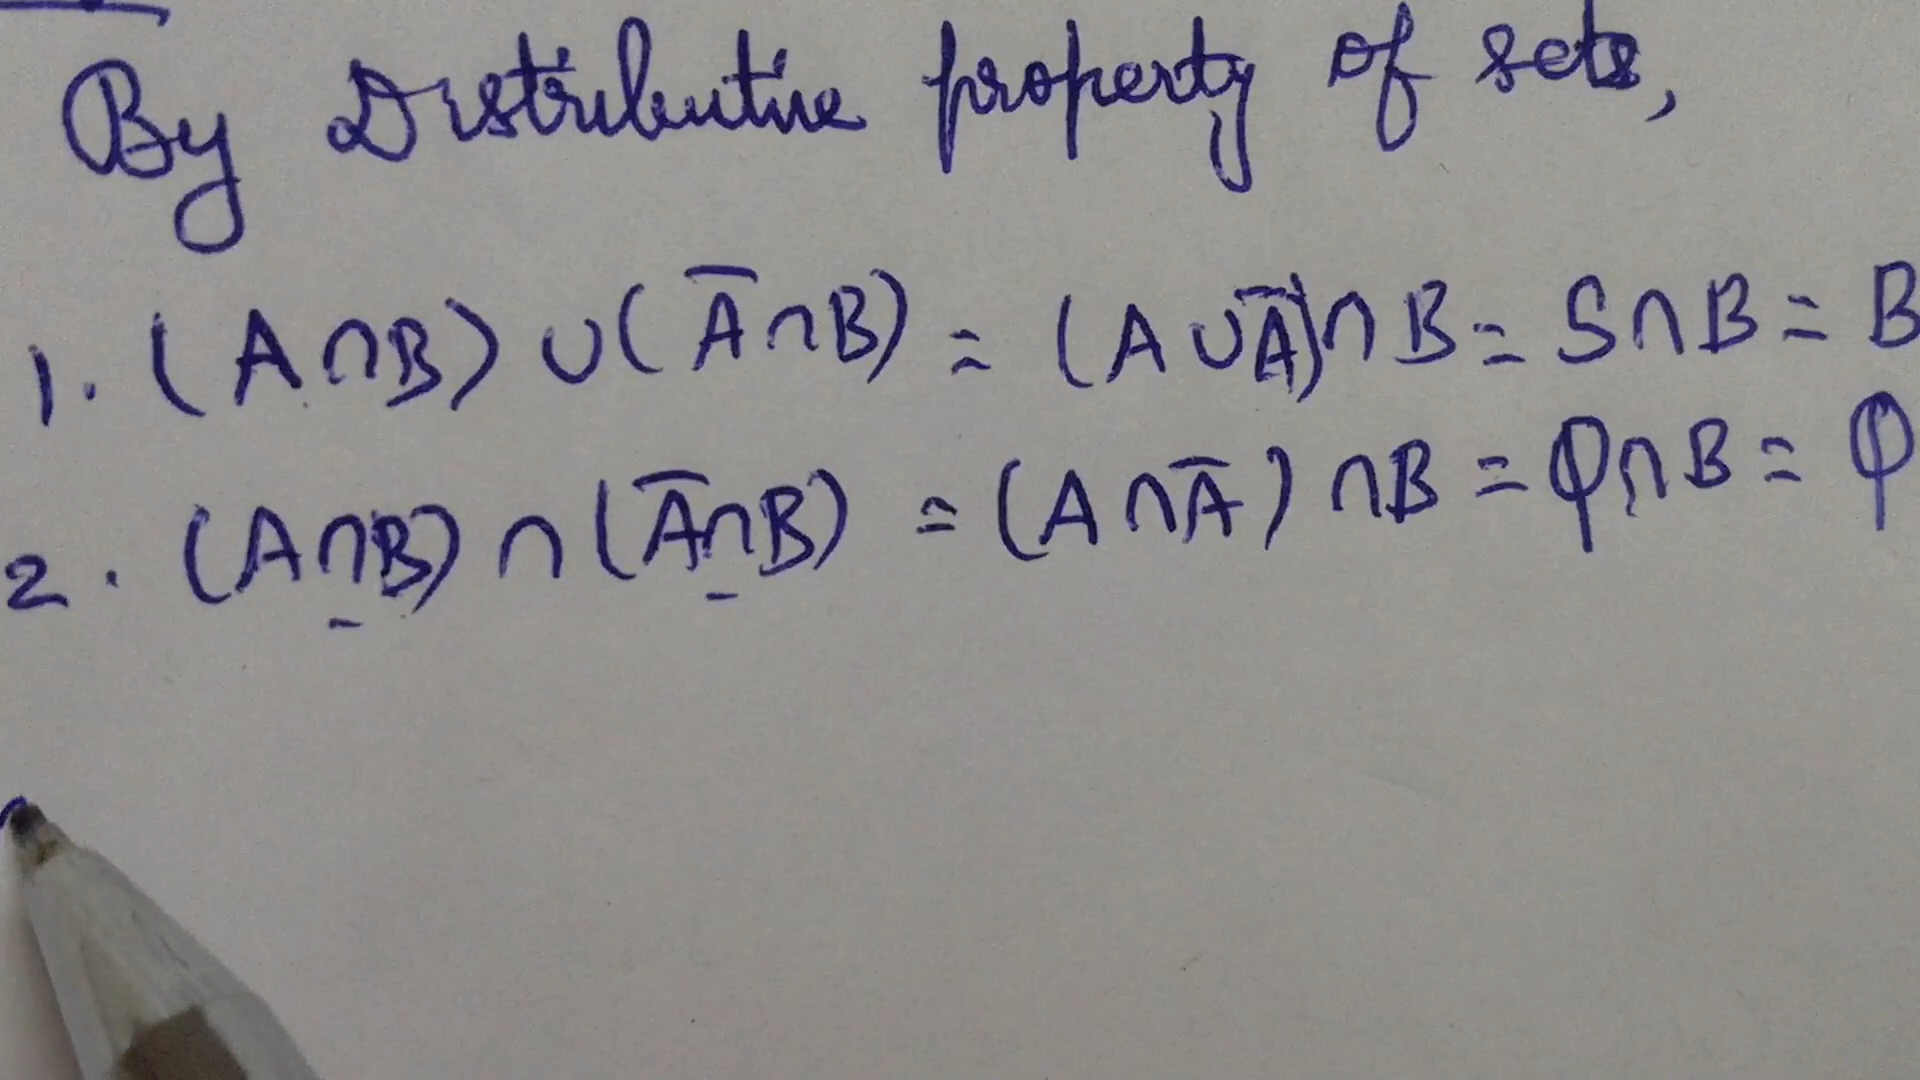 By Distributive property of sets,
1. (A∩B) ∪ (A̅∩B) = (A∪A̅)∩B = S∩B = B
2. (A∩B) ∩ (A̅∩B) = (A∩A̅)∩B = φ∩B = φ